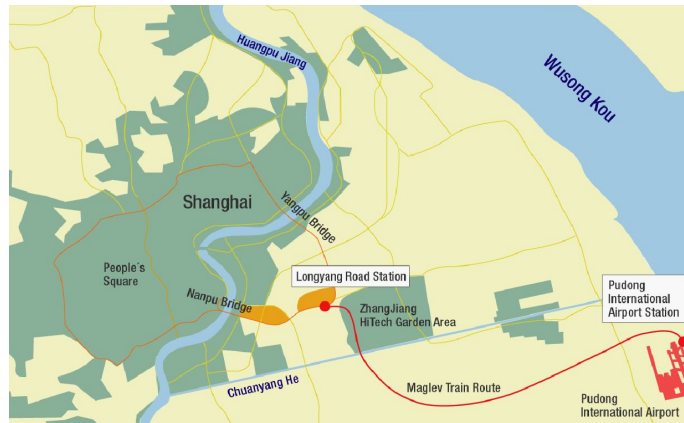 Huangpu Jiang
Wusong Kou
Shanghai
Yangpu Bridge
People´s
Square
Longyang Road Station
Nanpu Bridge
ZhangJiang
HiTech Garden Area
Pudong
International
Airport Station
Chuanyang He
Maglev Train Route
Pudong
International Airport